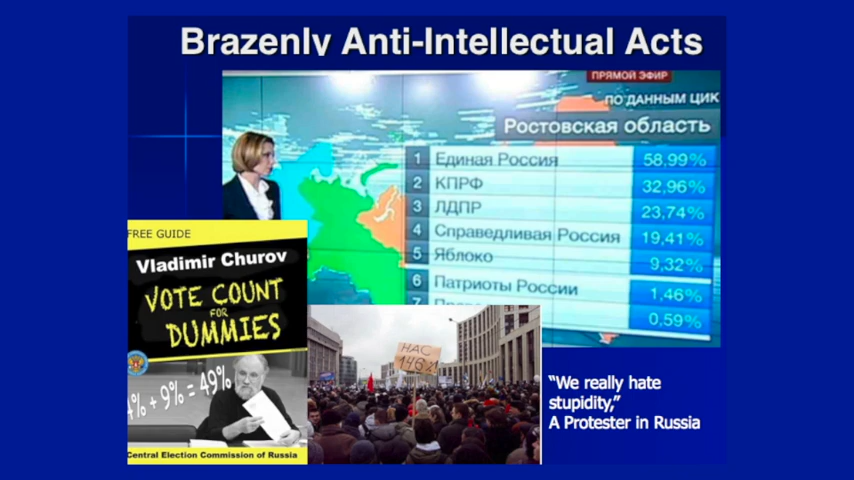 Brazenly Anti-Intellectual Acts
ПРЯМОЙ ЭФИР
ПО ДАННЫМ ЦИК
Ростовская область
1 Единая Россия 58.99%
2 КПРФ 32,96%
3 ЛДПР 23,74%
4 Справедливая Россия 19,41%
5 Яблоко 9,32%
6 Патриоты России 1.46%
7 0.59%
FREE GUIDE
Vladimir Churov
VOTE COUNT
FOR
DUMMIES
% + 9% = 49%
Central Election Commission of Russia
НАС
146%
"We really hate
stupidity,"
A Protester in Russia